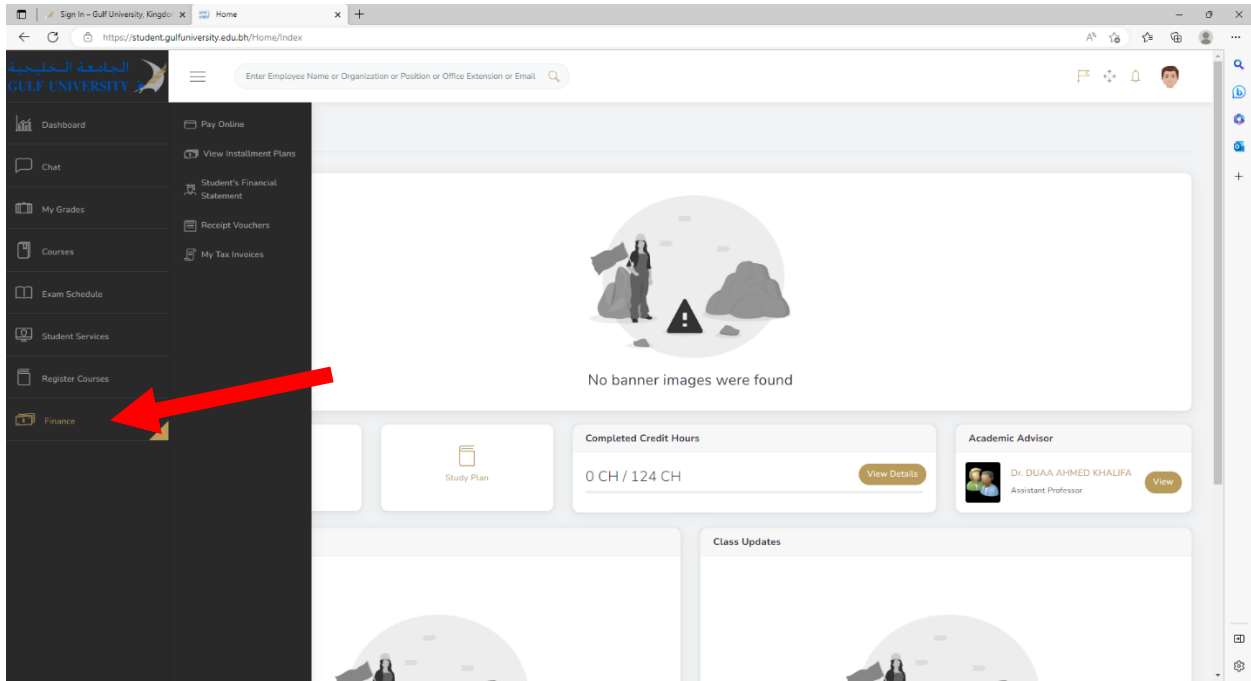 Sign In – Gulf University, Kingdo
Home
https://student.gulfuniversity.edu.bh/Home/Index
الجامعة الخليجية
GULF UNIVERSITY
Enter Employee Name or Organization or Position or Office Extension or Email
Dashboard
Chat
My Grades
Courses
Exam Schedule
Student Services
Register Courses
Finance
Pay Online
View Installment Plans
Student's Financial
Statement
Receipt Vouchers
My Tax Invoices
No banner images were found
Study Plan
Completed Credit Hours
0 CH / 124 CH
View Details
Academic Advisor
Dr. DUAA AHMED KHALIFA
Assistant Professor
View
Class Updates